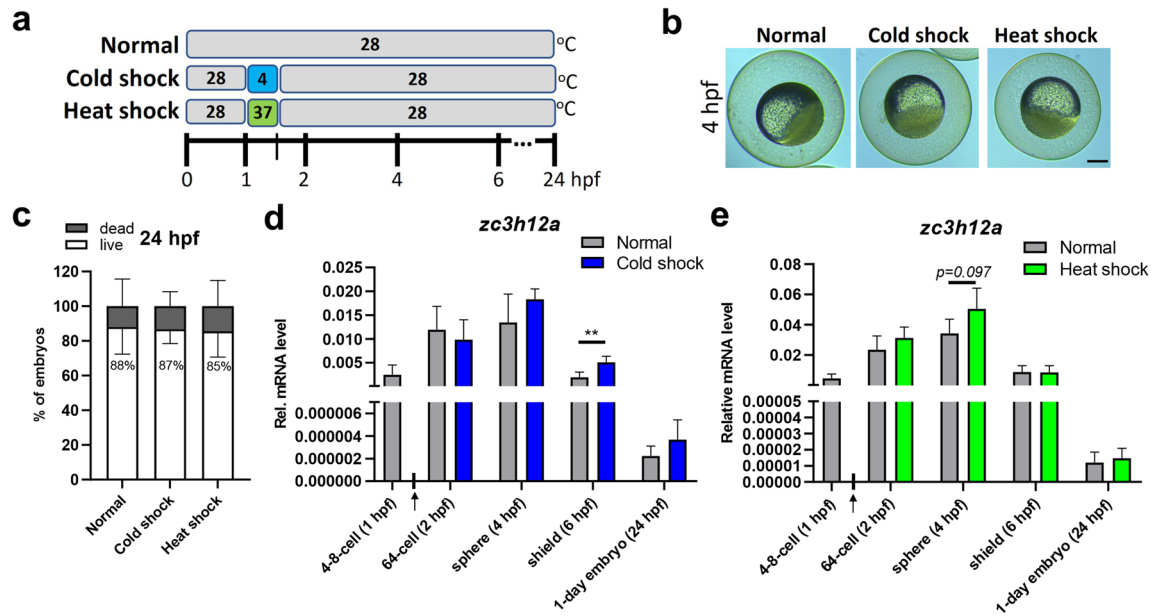 a
Normal 28 °C
Cold shock 28 4 28 °C
Heat shock 28 37 28 °C
0 1 2 4 6 ... 24 hpf
b
Normal Cold shock Heat shock
4 hpf
c
dead
live
24 hpf
% of embryos
120
100
80
60
40
20
0
88% 87% 85%
Normal
Cold shock
Heat shock
d
zc3h12a
Normal
Cold shock
Rel. mRNA level
0.025
0.020
0.015
0.010
0.005
0.000006
0.000004
0.000002
0.000000
**
4-8-cell (1 hpf)
64-cell (2 hpf)
sphere (4 hpf)
shield (6 hpf)
1-day embryo (24 hpf)
e
zc3h12a
Normal
Heat shock
Relative mRNA level
0.08
0.06
0.04
0.02
0.00005
0.00004
0.00003
0.00002
0.00001
0.00000
p=0.097
4-8-cell (1 hpf)
64-cell (2 hpf)
sphere (4 hpf)
shield (6 hpf)
1-day embryo (24 hpf)